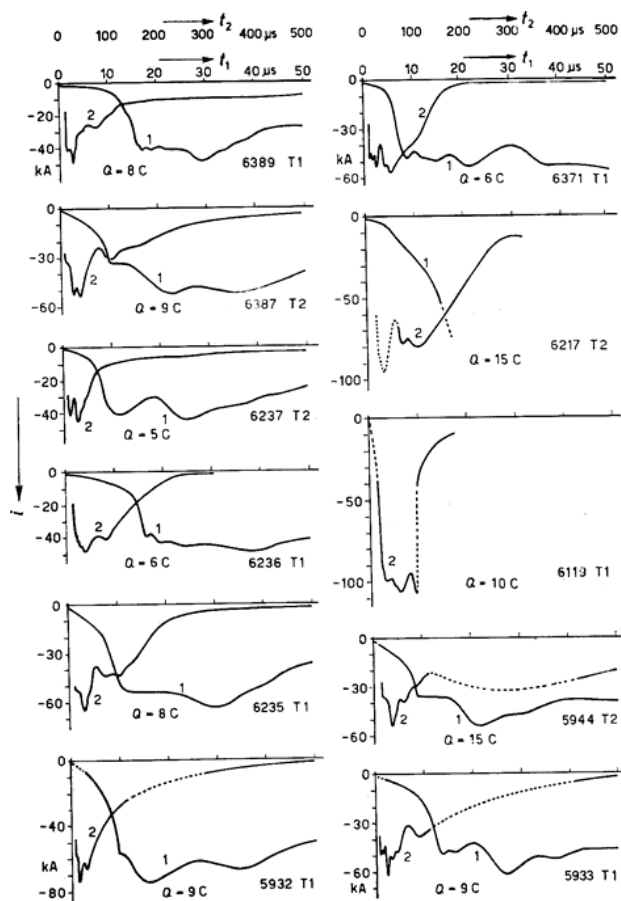 t₂
0 100 200 300 400 μs 500
t₁
0 10 20 30 40 μs 50
0
-20
-40
kA
2
1
Q = 8 C
6389 T1
0
-30
-60
2
1
Q = 9 C
6387 T2
0
-20
-40
2
1
Q = 5 C
6237 T2
i
0
-20
-40
2
1
Q = 6 C
6236 T1
0
-30
-60
2
1
Q = 8 C
6235 T1
0
-40
kA
-80
2
1
Q = 9 C
5932 T1
t₂
0 100 200 300 400 μs 500
t₁
0 10 20 30 40 μs 50
0
-30
kA
-60
2
1
Q = 6 C
6371 T1
0
-50
-100
1
2
Q = 15 C
6217 T2
0
-50
-100
2
Q = 10 C
6119 T1
0
-30
-60
2
1
Q = 15 C
5944 T2
0
-30
-60
kA
2
1
Q = 9 C
5933 T1